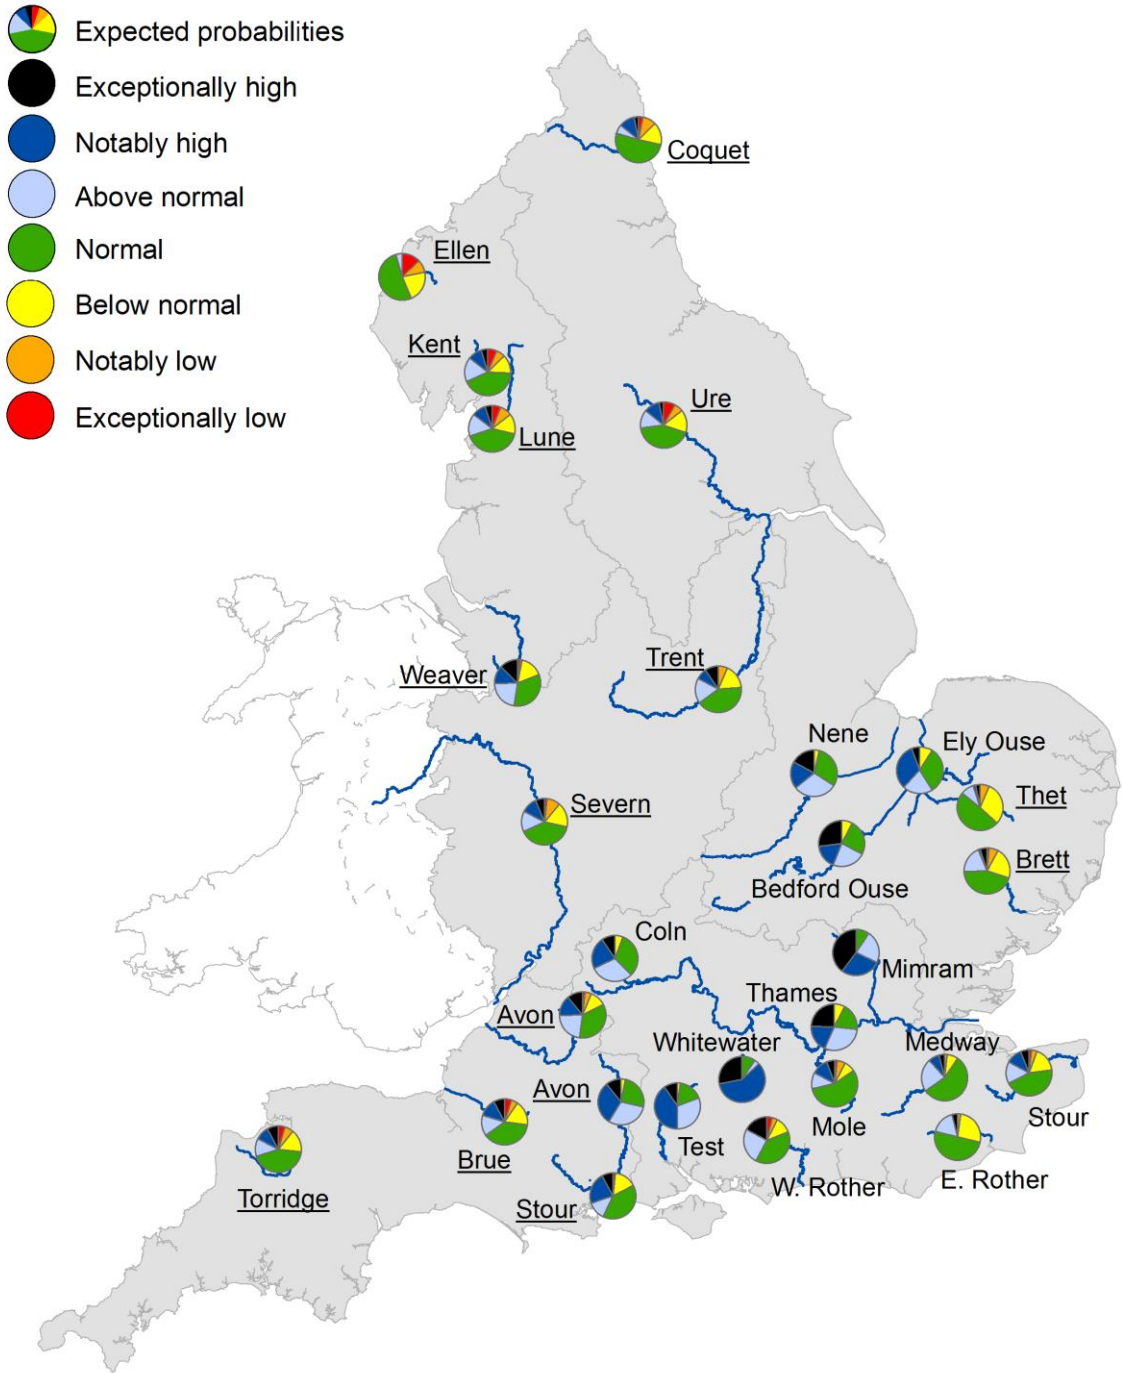 Expected probabilities
Exceptionally high
Notably high
Above normal
Normal
Below normal
Notably low
Exceptionally low
Coquet
Ellen
Kent
Ure
Lune
Trent
Weaver
Nene
Ely Ouse
Thet
Severn
Brett
Bedford Ouse
Coln
Mimram
Thames
Avon
Whitewater
Medway
Avon
Stour
Mole
Test
Brue
W. Rother
E. Rother
Torridge
Stour